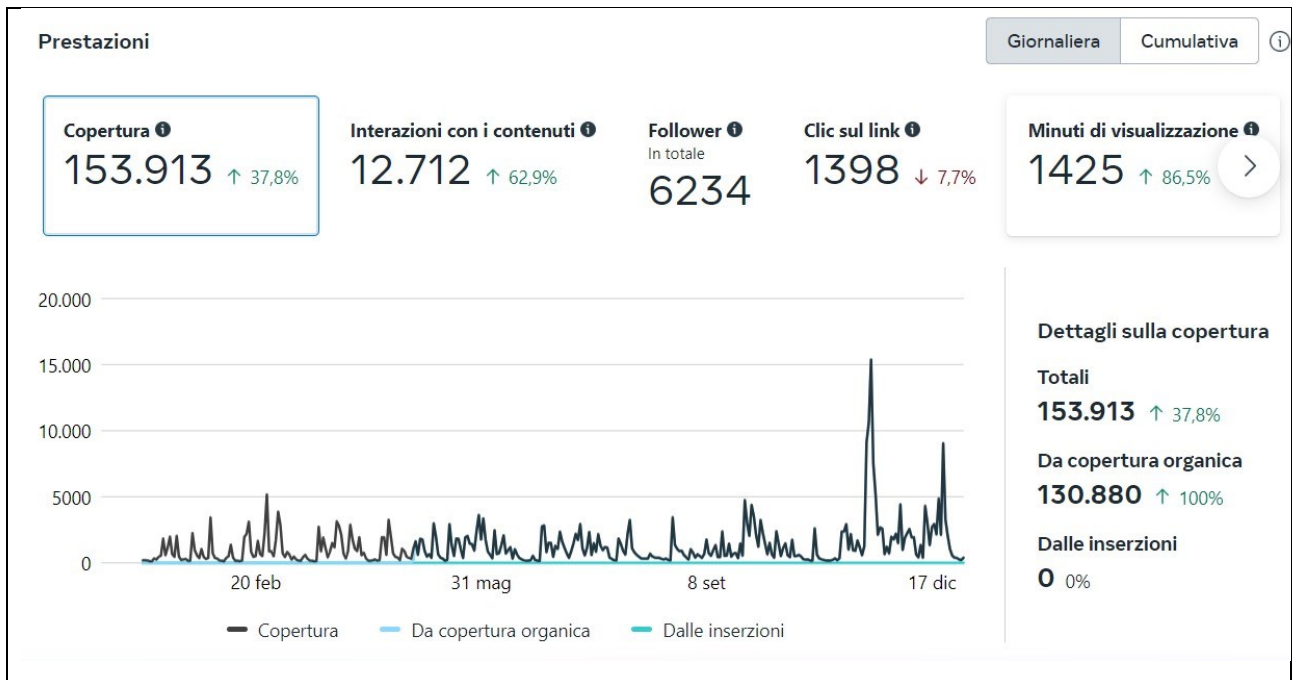 Prestazioni
Giornaliera Cumulativa
Copertura
153.913 ↑ 37,8%
Interazioni con i contenuti
12.712 ↑ 62,9%
Follower
In totale
6234
Clic sul link
1398 ↓ 7,7%
Minuti di visualizzazione
1425 ↑ 86,5%
20.000
15.000
10.000
5000
0
20 feb 31 mag 8 set 17 dic
Copertura Da copertura organica Dalle inserzioni
Dettagli sulla copertura
Totali
153.913 ↑ 37,8%
Da copertura organica
130.880 ↑ 100%
Dalle inserzioni
0 0%